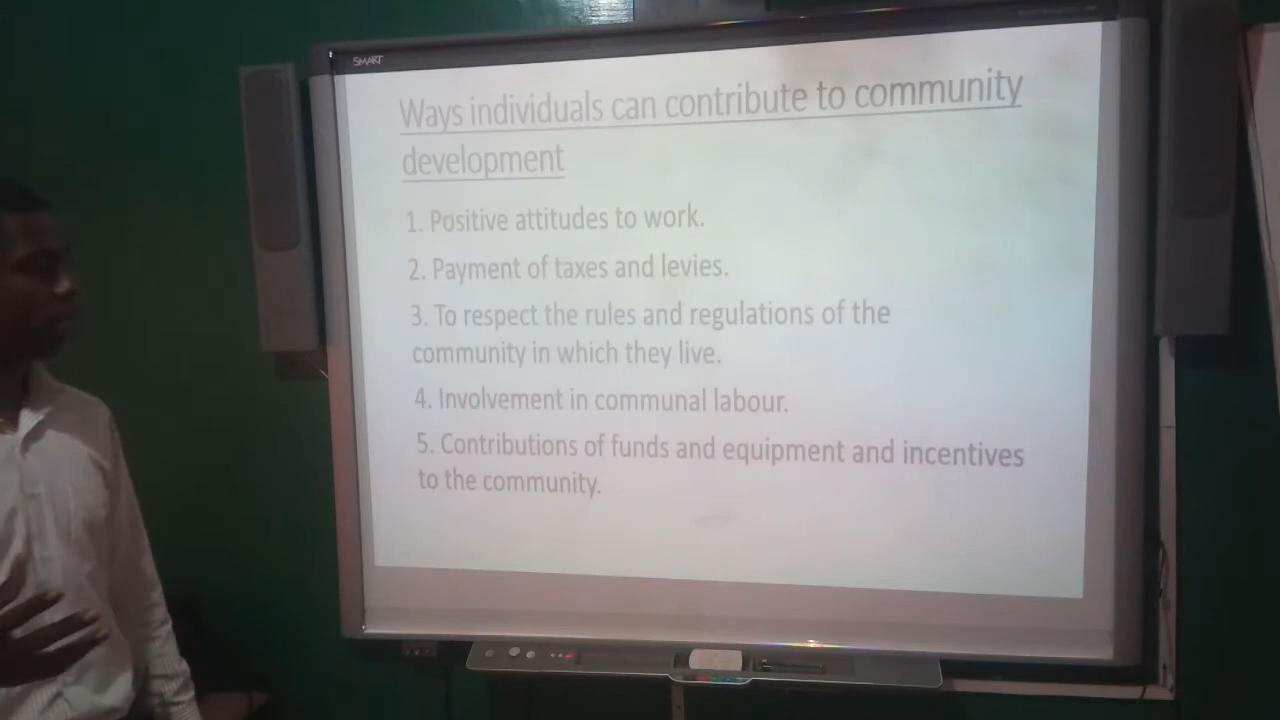 SMART
Ways individuals can contribute to community
development
1. Positive attitudes to work.
2. Payment of taxes and levies.
3. To respect the rules and regulations of the
community in which they live.
4. Involvement in communal labour.
5. Contributions of funds and equipment and incentives
to the community.